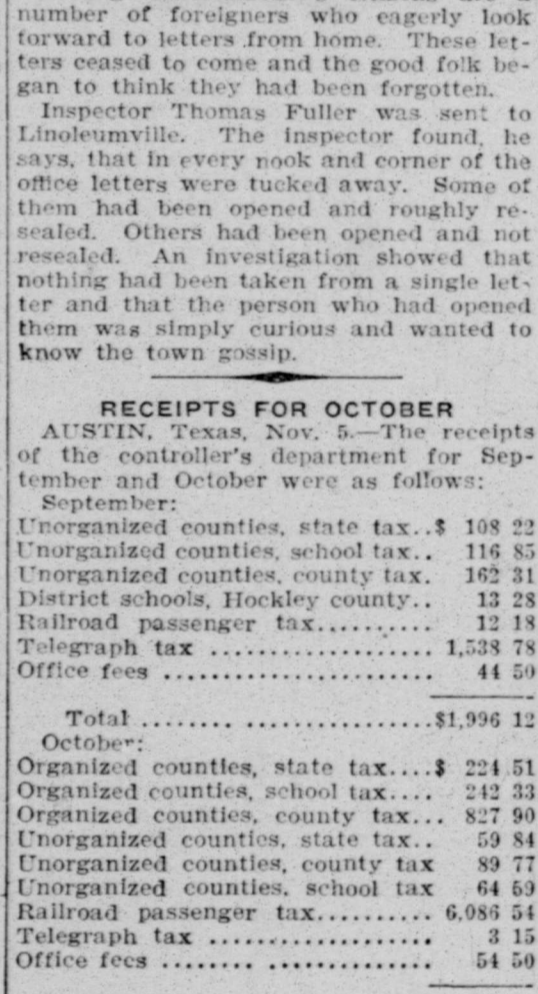 number of foreigners who eagerly look
forward to letters from home. These let-
ters ceased to come and the good folk be-
gan to think they had been forgotten.
Inspector Thomas Fuller was sent to
Linoleumville. The inspector found, he
says, that in every nook and corner of the
office letters were tucked away. Some of
them had been opened and roughly re-
sealed. Others had been opened and not
resealed. An investigation showed that
nothing had been taken from a single let-
ter and that the person who had opened
them was simply curious and wanted to
know the town gossip.
RECEIPTS FOR OCTOBER
AUSTIN, Texas, Nov. 5.—The receipts
of the controller's department for Sep-
tember and October were as follows:
September:
Unorganized counties, state tax..$ 108 22
Unorganized counties, school tax.. 116 85
Unorganized counties, county tax. 162 31
District schools, Hockley county.. 13 28
Railroad passenger tax.......... 12 18
Telegraph tax ................... 1,538 78
Office fees ...................... 44 50
Total ........ ..................$1,996 12
October:
Organized counties, state tax....$ 224 51
Organized counties, school tax.... 242 33
Organized counties, county tax... 827 90
Unorganized counties, state tax.. 59 84
Unorganized counties, county tax 89 77
Unorganized counties, school tax 64 69
Railroad passenger tax.......... 6,086 54
Telegraph tax ................... 3 15
Office fees ........ .............. 54 50